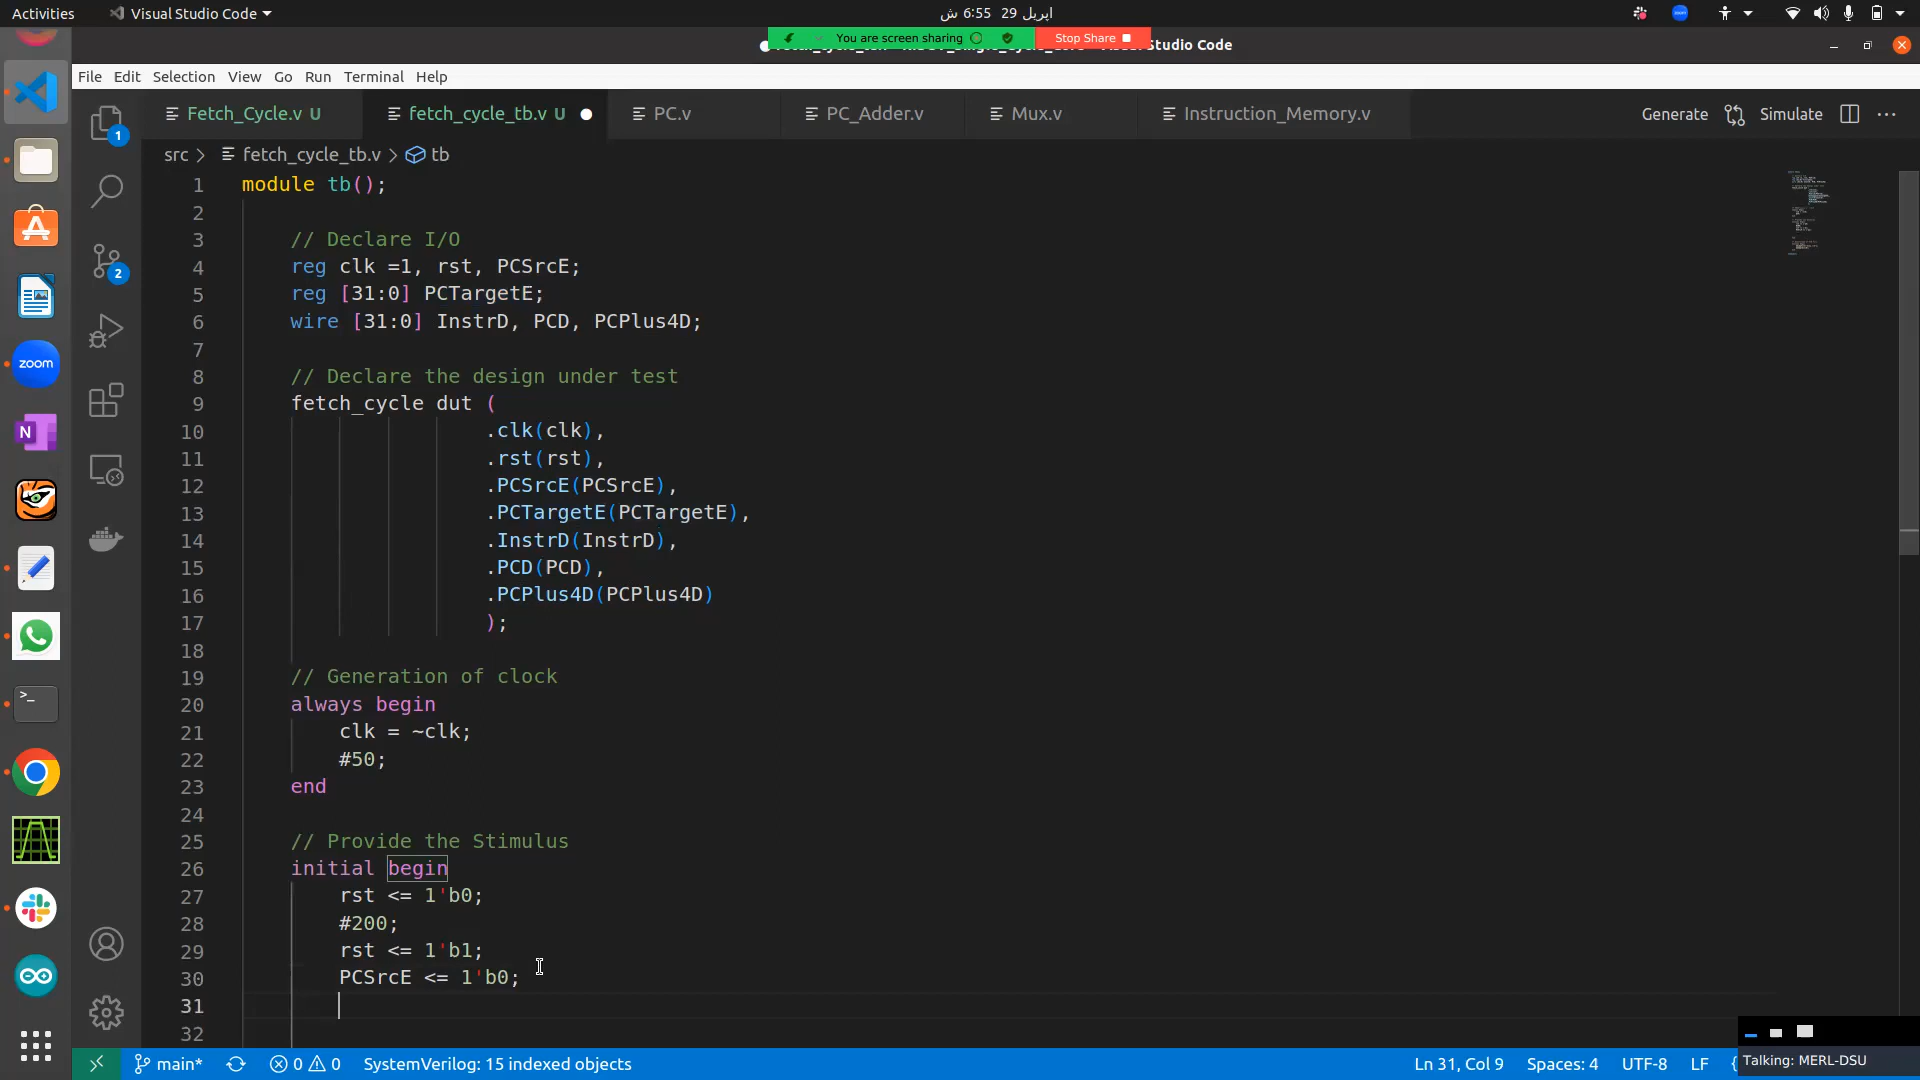 Activities
Visual Studio Code
اپریل 29 6:55 ش
You are screen sharing
Stop Share
Studio Code
File Edit Selection View Go Run Terminal Help
Fetch_Cycle.v U
fetch_cycle_tb.v U
PC.v
PC_Adder.v
Mux.v
Instruction_Memory.v
Generate
Simulate
src > fetch_cycle_tb.v > tb
1 module tb();
2
3 // Declare I/O
4 reg clk =1, rst, PCSrcE;
5 reg [31:0] PCTargetE;
6 wire [31:0] InstrD, PCD, PCPlus4D;
7
8 // Declare the design under test
9 fetch_cycle dut (
10 .clk(clk),
11 .rst(rst),
12 .PCSrcE(PCSrcE),
13 .PCTargetE(PCTargetE),
14 .InstrD(InstrD),
15 .PCD(PCD),
16 .PCPlus4D(PCPlus4D)
17 );
18
19 // Generation of clock
20 always begin
21 clk = ~clk;
22 #50;
23 end
24
25 // Provide the Stimulus
26 initial begin
27 rst <= 1'b0;
28 #200;
29 rst <= 1'b1;
30 PCSrcE <= 1'b0;
31
32
1
2
zoom
N
main*
0 0
SystemVerilog: 15 indexed objects
Ln 31, Col 9
Spaces: 4
UTF-8
LF
{
Talking: MERL-DSU